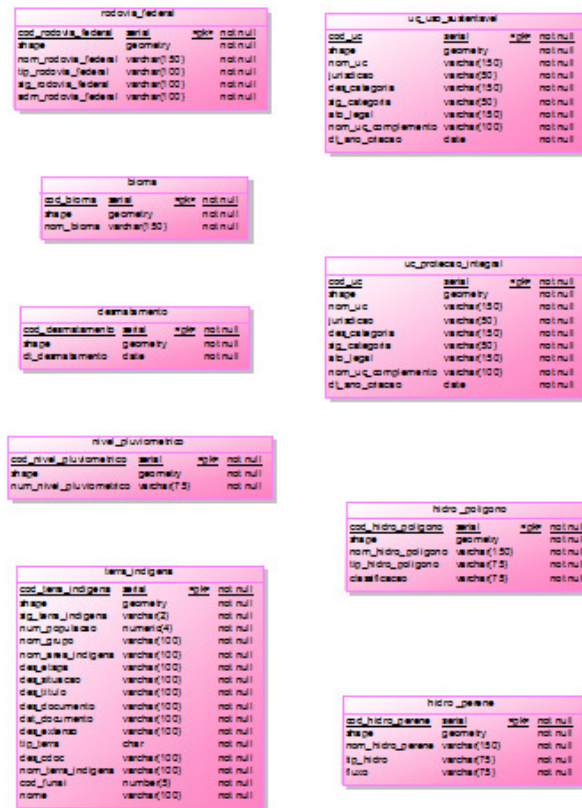 rodovia_federal
cod_rodovia_federal serial <pk> not null
shape geometry not null
nom_rodovia_federal varchar(150) not null
tip_rodovia_federal varchar(100) not null
sig_rodovia_federal varchar(100) not null
adm_rodovia_federal varchar(100) not null
bioma
cod_bioma serial <pk> not null
shape geometry not null
nom_bioma varchar(150) not null
desmatamento
cod_desmatamento serial <pk> not null
shape geometry not null
dt_desmatamento date not null
nivel_pluviometrico
cod_nivel_pluviometrico serial <pk> not null
shape geometry not null
num_nivel_pluviometrico varchar(75) not null
terra_indigena
cod_terra_indigena serial <pk> not null
shape geometry not null
sig_terra_indigena varchar(2) not null
num_populacao numeric(4) not null
nom_grupo varchar(100) not null
nom_area_indigena varchar(100) not null
des_etapa varchar(100) not null
des_situacao varchar(100) not null
des_titulo varchar(100) not null
des_documento varchar(100) not null
dat_documento varchar(100) not null
des_extenso varchar(100) not null
tip_terra char not null
des_cdoc varchar(100) not null
nom_terra_indigena varchar(100) not null
cod_funai number(5) not null
nome varchar(100) not null
uc_uso_sustentavel
cod_uc serial <pk> not null
shape geometry not null
nom_uc varchar(150) not null
jurisdicao varchar(50) not null
des_categoria varchar(150) not null
sig_categoria varchar(50) not null
ato_legal varchar(150) not null
nom_uc_complemento varchar(100) not null
dt_ano_criacao date not null
uc_protecao_integral
cod_uc serial <pk> not null
shape geometry not null
nom_uc varchar(150) not null
jurisdicao varchar(50) not null
des_categoria varchar(150) not null
sig_categoria varchar(50) not null
ato_legal varchar(150) not null
nom_uc_complemento varchar(100) not null
dt_ano_criacao date not null
hidro_poligono
cod_hidro_poligono serial <pk> not null
shape geometry not null
nom_hidro_poligono varchar(150) not null
tip_hidro_poligono varchar(75) not null
classificacao varchar(75) not null
hidro_perene
cod_hidro_perene serial <pk> not null
shape geometry not null
nom_hidro_perene varchar(150) not null
tip_hidro varchar(75) not null
fluxo varchar(75) not null